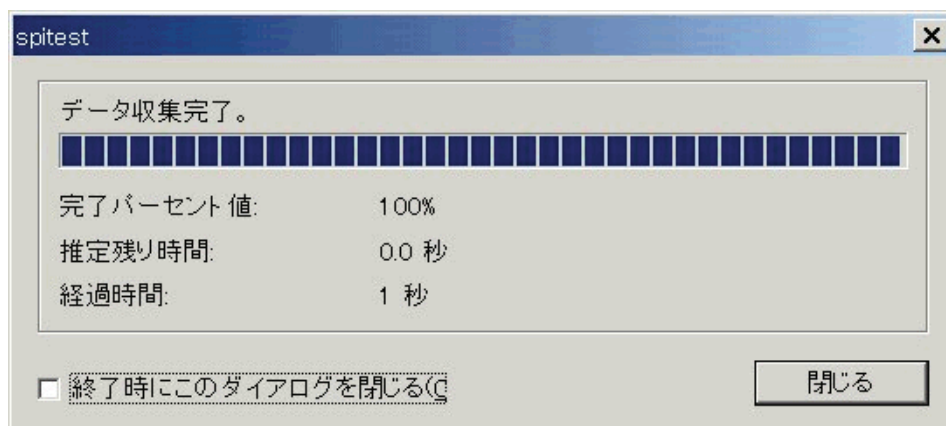 spitest
データ収集完了。
完了パーセント値: 100%
推定残り時間: 0.0 秒
経過時間: 1 秒
終了時にこのダイアログを閉じる(C
閉じる